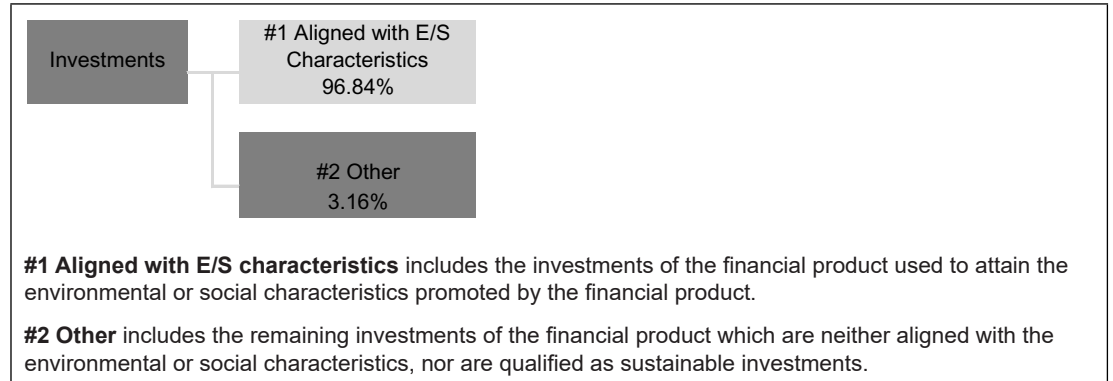 Investments
#1 Aligned with E/S
Characteristics
96.84%
#2 Other
3.16%
#1 Aligned with E/S characteristics includes the investments of the financial product used to attain the
environmental or social characteristics promoted by the financial product.
#2 Other includes the remaining investments of the financial product which are neither aligned with the
environmental or social characteristics, nor are qualified as sustainable investments.